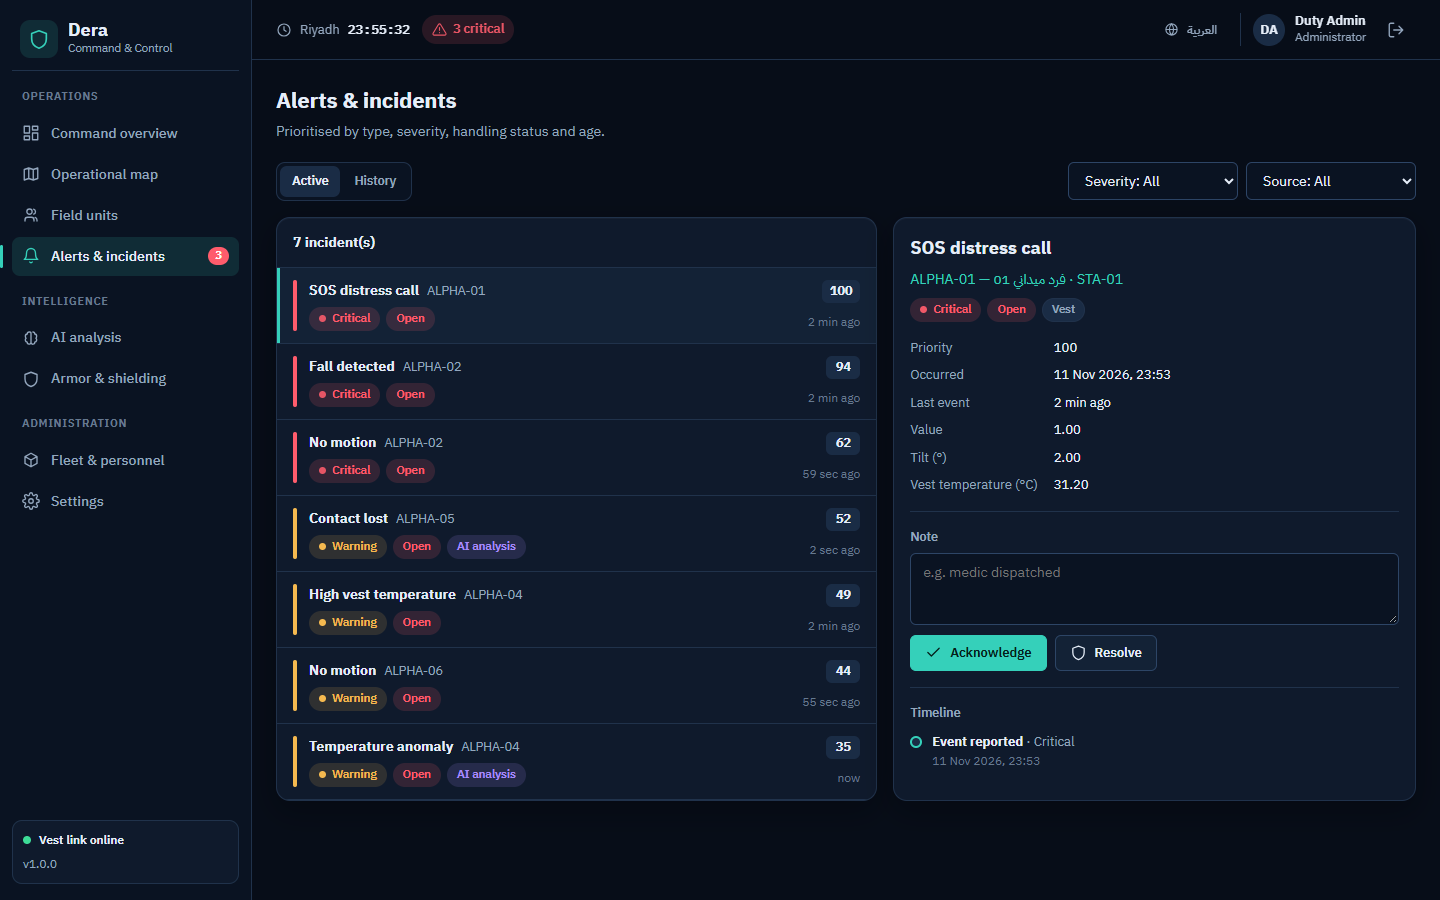 Dera
Command & Control
OPERATIONS
Command overview
Operational map
Field units
Alerts & incidents 3
INTELLIGENCE
AI analysis
Armor & shielding
ADMINISTRATION
Fleet & personnel
Settings
Vest link online
v1.0.0
Riyadh 23:55:32 3 critical
العربية
DA
Duty Admin
Administrator
Alerts & incidents
Prioritised by type, severity, handling status and age.
Active History
Severity: All Source: All
7 incident(s)
SOS distress call ALPHA-01 100
Critical Open 2 min ago
Fall detected ALPHA-02 94
Critical Open 2 min ago
No motion ALPHA-02 62
Critical Open 59 sec ago
Contact lost ALPHA-05 52
Warning Open AI analysis 2 sec ago
High vest temperature ALPHA-04 49
Warning Open 2 min ago
No motion ALPHA-06 44
Warning Open 55 sec ago
Temperature anomaly ALPHA-04 35
Warning Open AI analysis now
SOS distress call
ALPHA-01 — فرد ميداني 01 · STA-01
Critical Open Vest
Priority 100
Occurred 11 Nov 2026, 23:53
Last event 2 min ago
Value 1.00
Tilt (°) 2.00
Vest temperature (°C) 31.20
Note
e.g. medic dispatched
Acknowledge Resolve
Timeline
Event reported · Critical
11 Nov 2026, 23:53